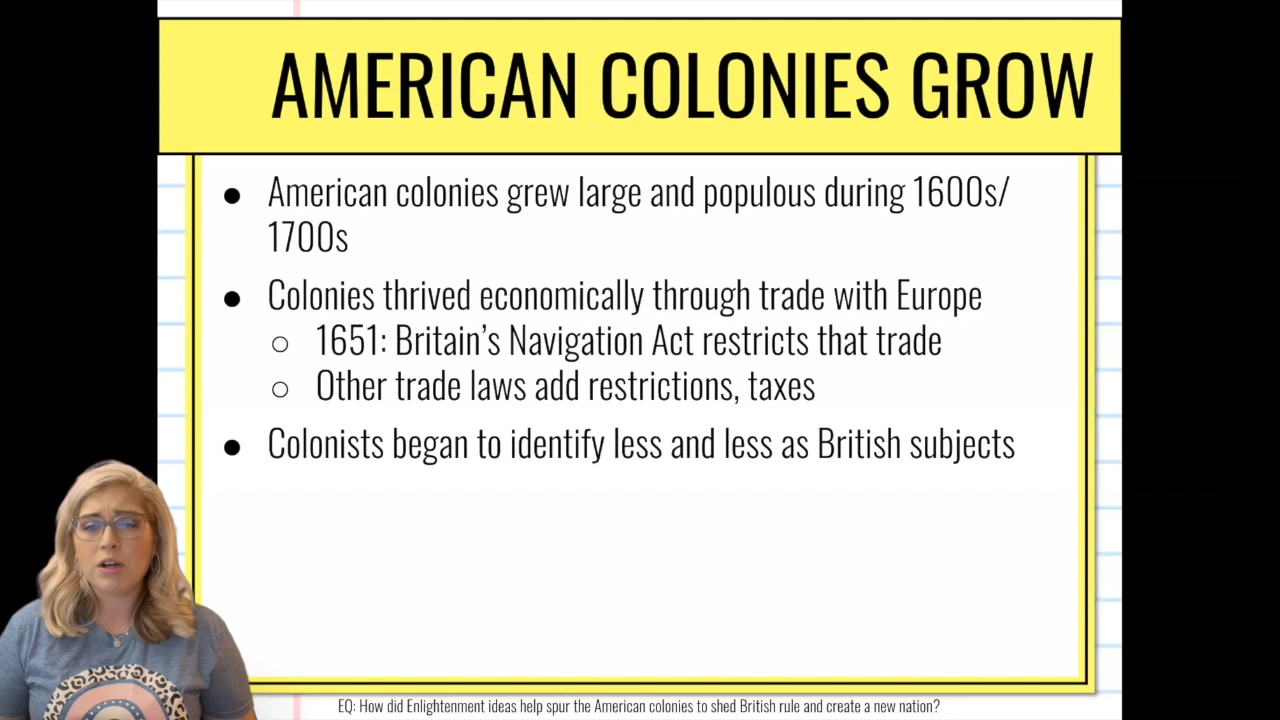 AMERICAN COLONIES GROW
● American colonies grew large and populous during 1600s/
1700s
● Colonies thrived economically through trade with Europe
○ 1651: Britain’s Navigation Act restricts that trade
○ Other trade laws add restrictions, taxes
● Colonists began to identify less and less as British subjects
EQ: How did Enlightenment ideas help spur the American colonies to shed British rule and create a new nation?